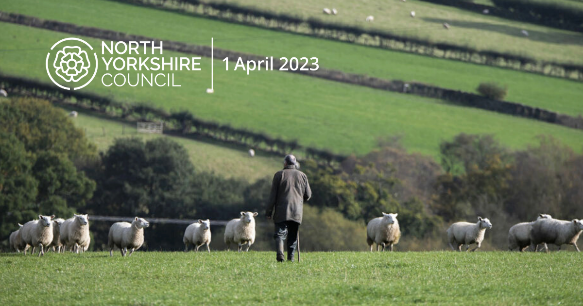 NORTH
YORKSHIRE
COUNCIL
1 April 2023